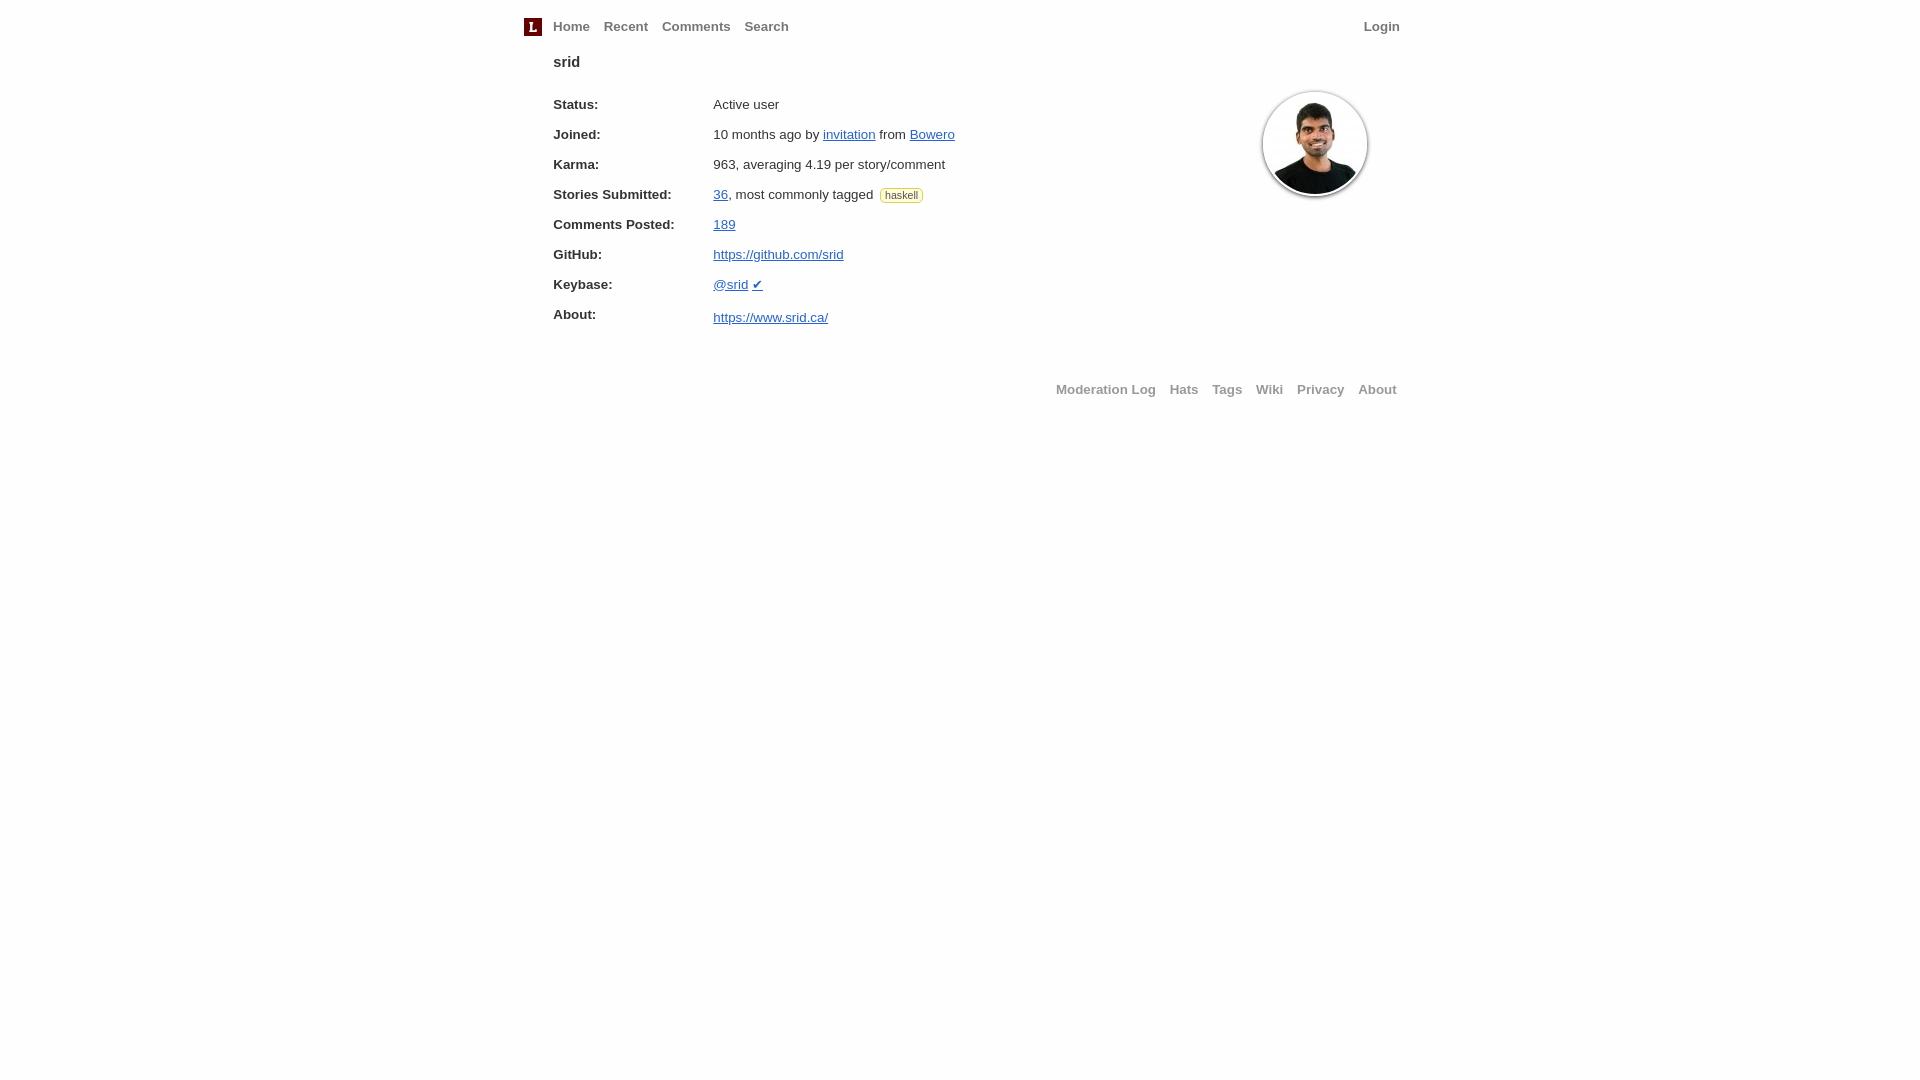 L Home Recent Comments Search Login
srid
Status: Active user
Joined: 10 months ago by invitation from Bowero
Karma: 963, averaging 4.19 per story/comment
Stories Submitted: 36, most commonly tagged haskell
Comments Posted: 189
GitHub: https://github.com/srid
Keybase: @srid ✔
About: https://www.srid.ca/
Moderation Log Hats Tags Wiki Privacy About